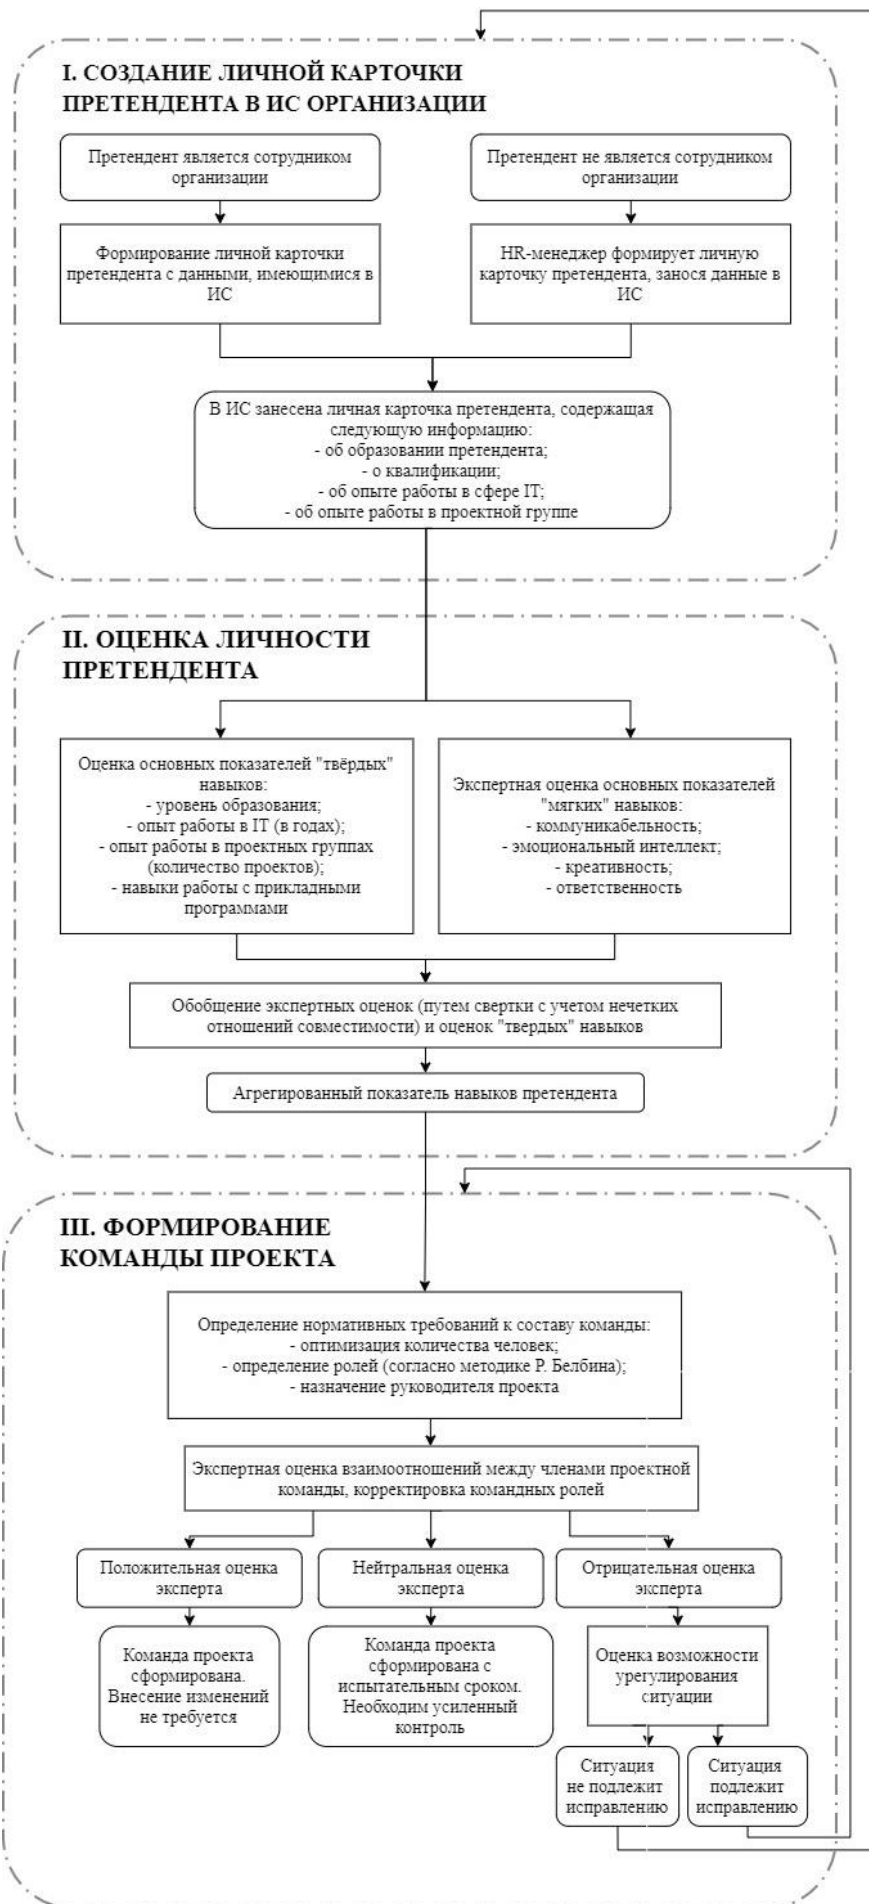 I. СОЗДАНИЕ ЛИЧНОЙ КАРТОЧКИ
ПРЕТЕНДЕНТА В ИС ОРГАНИЗАЦИИ
Претендент является сотрудником
организации
Претендент не является сотрудником
организации
Формирование личной карточки
претендента с данными, имеющимися в
ИС
HR-менеджер формирует личную
карточку претендента, занося данные в
ИС
В ИС занесена личная карточка претендента, содержащая
следующую информацию:
- об образовании претендента;
- о квалификации;
- об опыте работы в сфере IT;
- об опыте работы в проектной группе
II. ОЦЕНКА ЛИЧНОСТИ
ПРЕТЕНДЕНТА
Оценка основных показателей "твёрдых"
навыков:
- уровень образования;
- опыт работы в IT (в годах);
- опыт работы в проектных группах
(количество проектов);
- навыки работы с прикладными
программами
Экспертная оценка основных показателей
"мягких" навыков:
- коммуникабельность;
- эмоциональный интеллект;
- креативность;
- ответственность
Обобщение экспертных оценок (путем свертки с учетом нечетких
отношений совместимости) и оценок "твердых" навыков
Агрегированный показатель навыков претендента
III. ФОРМИРОВАНИЕ
КОМАНДЫ ПРОЕКТА
Определение нормативных требований к составу команды:
- оптимизация количества человек;
- определение ролей (согласно методике Р. Белбина);
- назначение руководителя проекта
Экспертная оценка взаимоотношений между членами проектной
команды, корректировка командных ролей
Положительная оценка
эксперта
Нейтральная оценка
эксперта
Отрицательная оценка
эксперта
Команда проекта
сформирована.
Внесение изменений
не требуется
Команда проекта
сформирована с
испытательным сроком.
Необходим усиленный
контроль
Оценка возможности
урегулирования
ситуации
Ситуация
не подлежит
исправлению
Ситуация
подлежит
исправлению